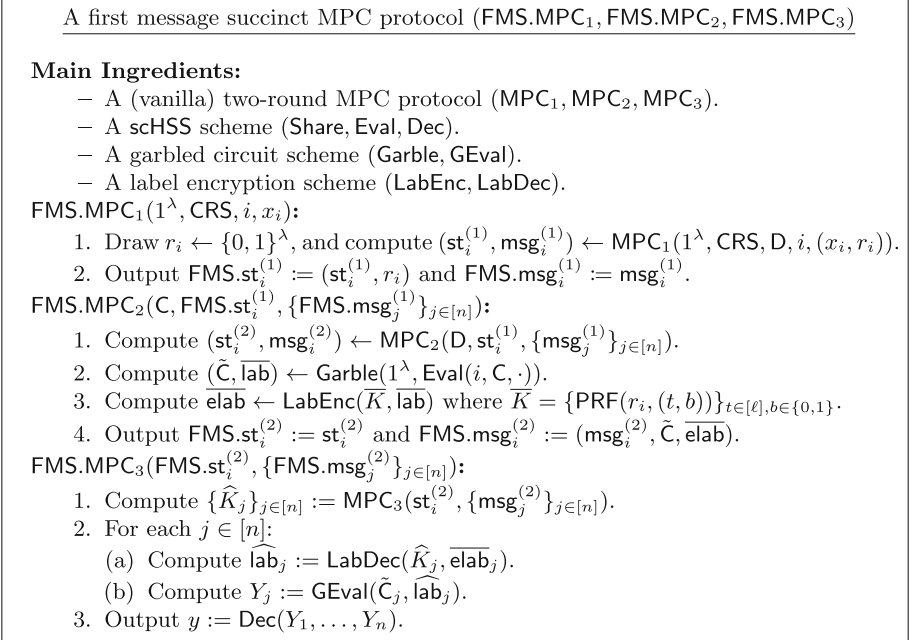 A first message succinct MPC protocol (FMS.MPC₁, FMS.MPC₂, FMS.MPC₃)
Main Ingredients:
– A (vanilla) two-round MPC protocol (MPC₁, MPC₂, MPC₃).
– A scHSS scheme (Share, Eval, Dec).
– A garbled circuit scheme (Garble, GEval).
– A label encryption scheme (LabEnc, LabDec).
FMS.MPC₁(1^λ, CRS, i, x_i):
1. Draw r_i ← {0, 1}^λ, and compute (st_i^(1), msg_i^(1)) ← MPC₁(1^λ, CRS, D, i, (x_i, r_i)).
2. Output FMS.st_i^(1) := (st_i^(1), r_i) and FMS.msg_i^(1) := msg_i^(1).
FMS.MPC₂(C, FMS.st_i^(1), {FMS.msg_j^(1)}_{j∈[n]}):
1. Compute (st_i^(2), msg_i^(2)) ← MPC₂(D, st_i^(1), {msg_j^(1)}_{j∈[n]}).
2. Compute (C̃, \overline{lab}) ← Garble(1^λ, Eval(i, C, ·)).
3. Compute \overline{elab} ← LabEnc(\overline{K}, \overline{lab}) where \overline{K} = {PRF(r_i, (t, b))}_{t∈[ℓ],b∈{0,1}}.
4. Output FMS.st_i^(2) := st_i^(2) and FMS.msg_i^(2) := (msg_i^(2), C̃, \overline{elab}).
FMS.MPC₃(FMS.st_i^(2), {FMS.msg_j^(2)}_{j∈[n]}):
1. Compute {\widehat{K}_j}_{j∈[n]} := MPC₃(st_i^(2), {msg_j^(2)}_{j∈[n]}).
2. For each j ∈ [n]:
(a) Compute \widehat{lab}_j := LabDec(\widehat{K}_j, \overline{elab}_j).
(b) Compute Y_j := GEval(C̃_j, \widehat{lab}_j).
3. Output y := Dec(Y₁, . . . , Y_n).